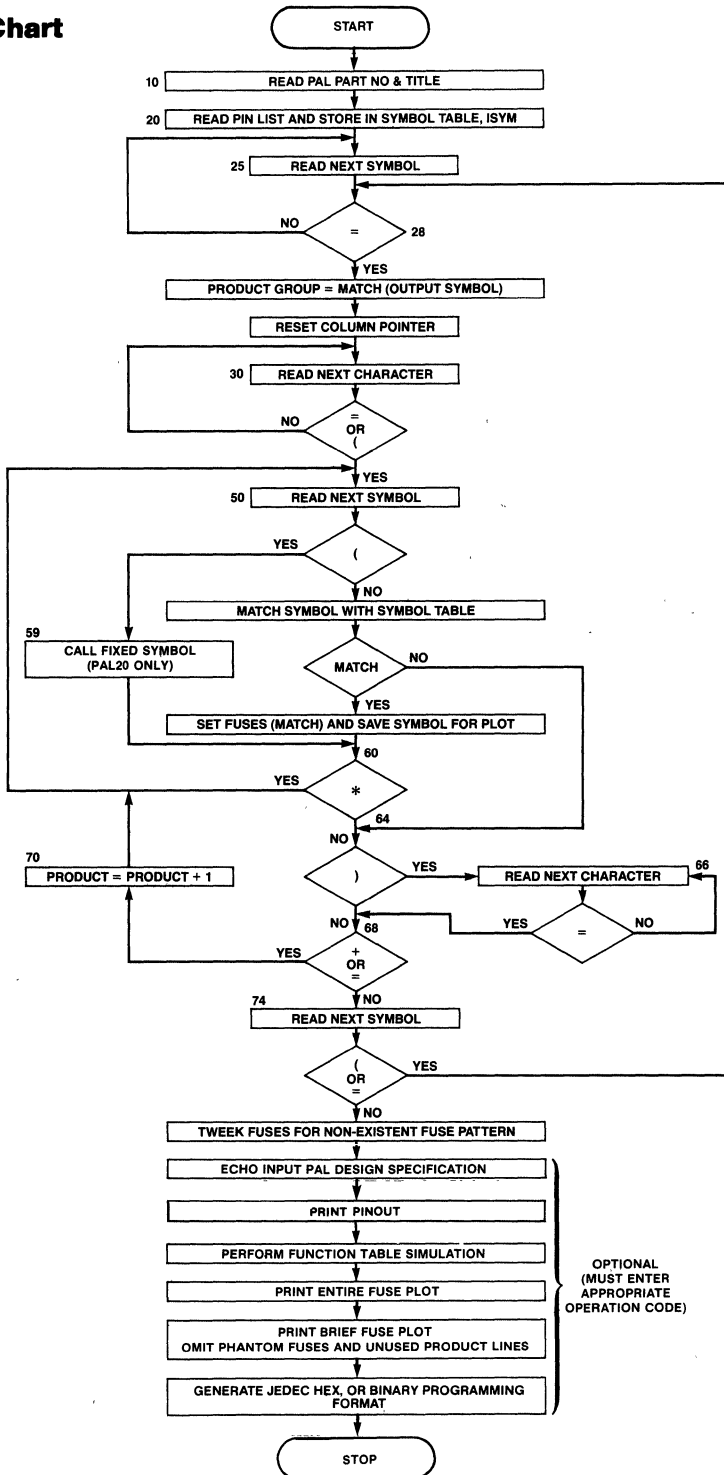 Chart
START
10 READ PAL PART NO & TITLE
20 READ PIN LIST AND STORE IN SYMBOL TABLE, ISYM
25 READ NEXT SYMBOL
NO = 28
YES
PRODUCT GROUP = MATCH (OUTPUT SYMBOL)
RESET COLUMN POINTER
30 READ NEXT CHARACTER
NO
=
OR
(
YES
50 READ NEXT SYMBOL
YES (
NO
MATCH SYMBOL WITH SYMBOL TABLE
59
CALL FIXED SYMBOL
(PAL20 ONLY)
MATCH NO
YES
SET FUSES (MATCH) AND SAVE SYMBOL FOR PLOT
60
YES *
64
NO
70
PRODUCT = PRODUCT + 1
) YES
READ NEXT CHARACTER 66
YES = NO
NO 68
YES
+
OR
=
NO
74
READ NEXT SYMBOL
(
OR
=
YES
NO
TWEEK FUSES FOR NON-EXISTENT FUSE PATTERN
ECHO INPUT PAL DESIGN SPECIFICATION
PRINT PINOUT
PERFORM FUNCTION TABLE SIMULATION
PRINT ENTIRE FUSE PLOT
PRINT BRIEF FUSE PLOT
OMIT PHANTOM FUSES AND UNUSED PRODUCT LINES
GENERATE JEDEC HEX, OR BINARY PROGRAMMING
FORMAT
OPTIONAL
(MUST ENTER
APPROPRIATE
OPERATION CODE)
STOP